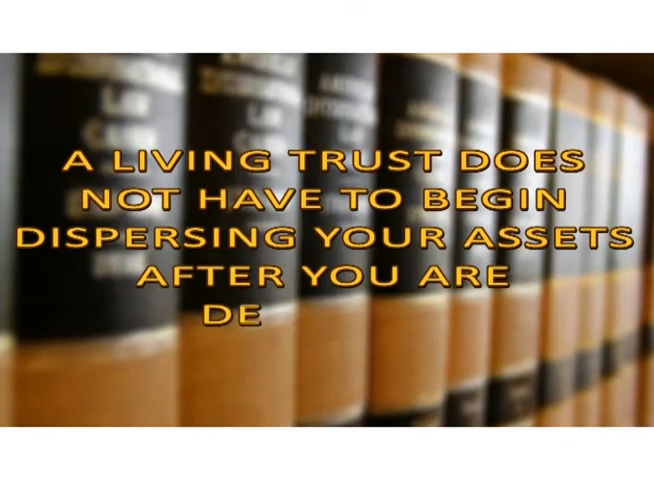 A LIVING TRUST DOES
NOT HAVE TO BEGIN
DISPERSING YOUR ASSETS
AFTER YOU ARE
DE